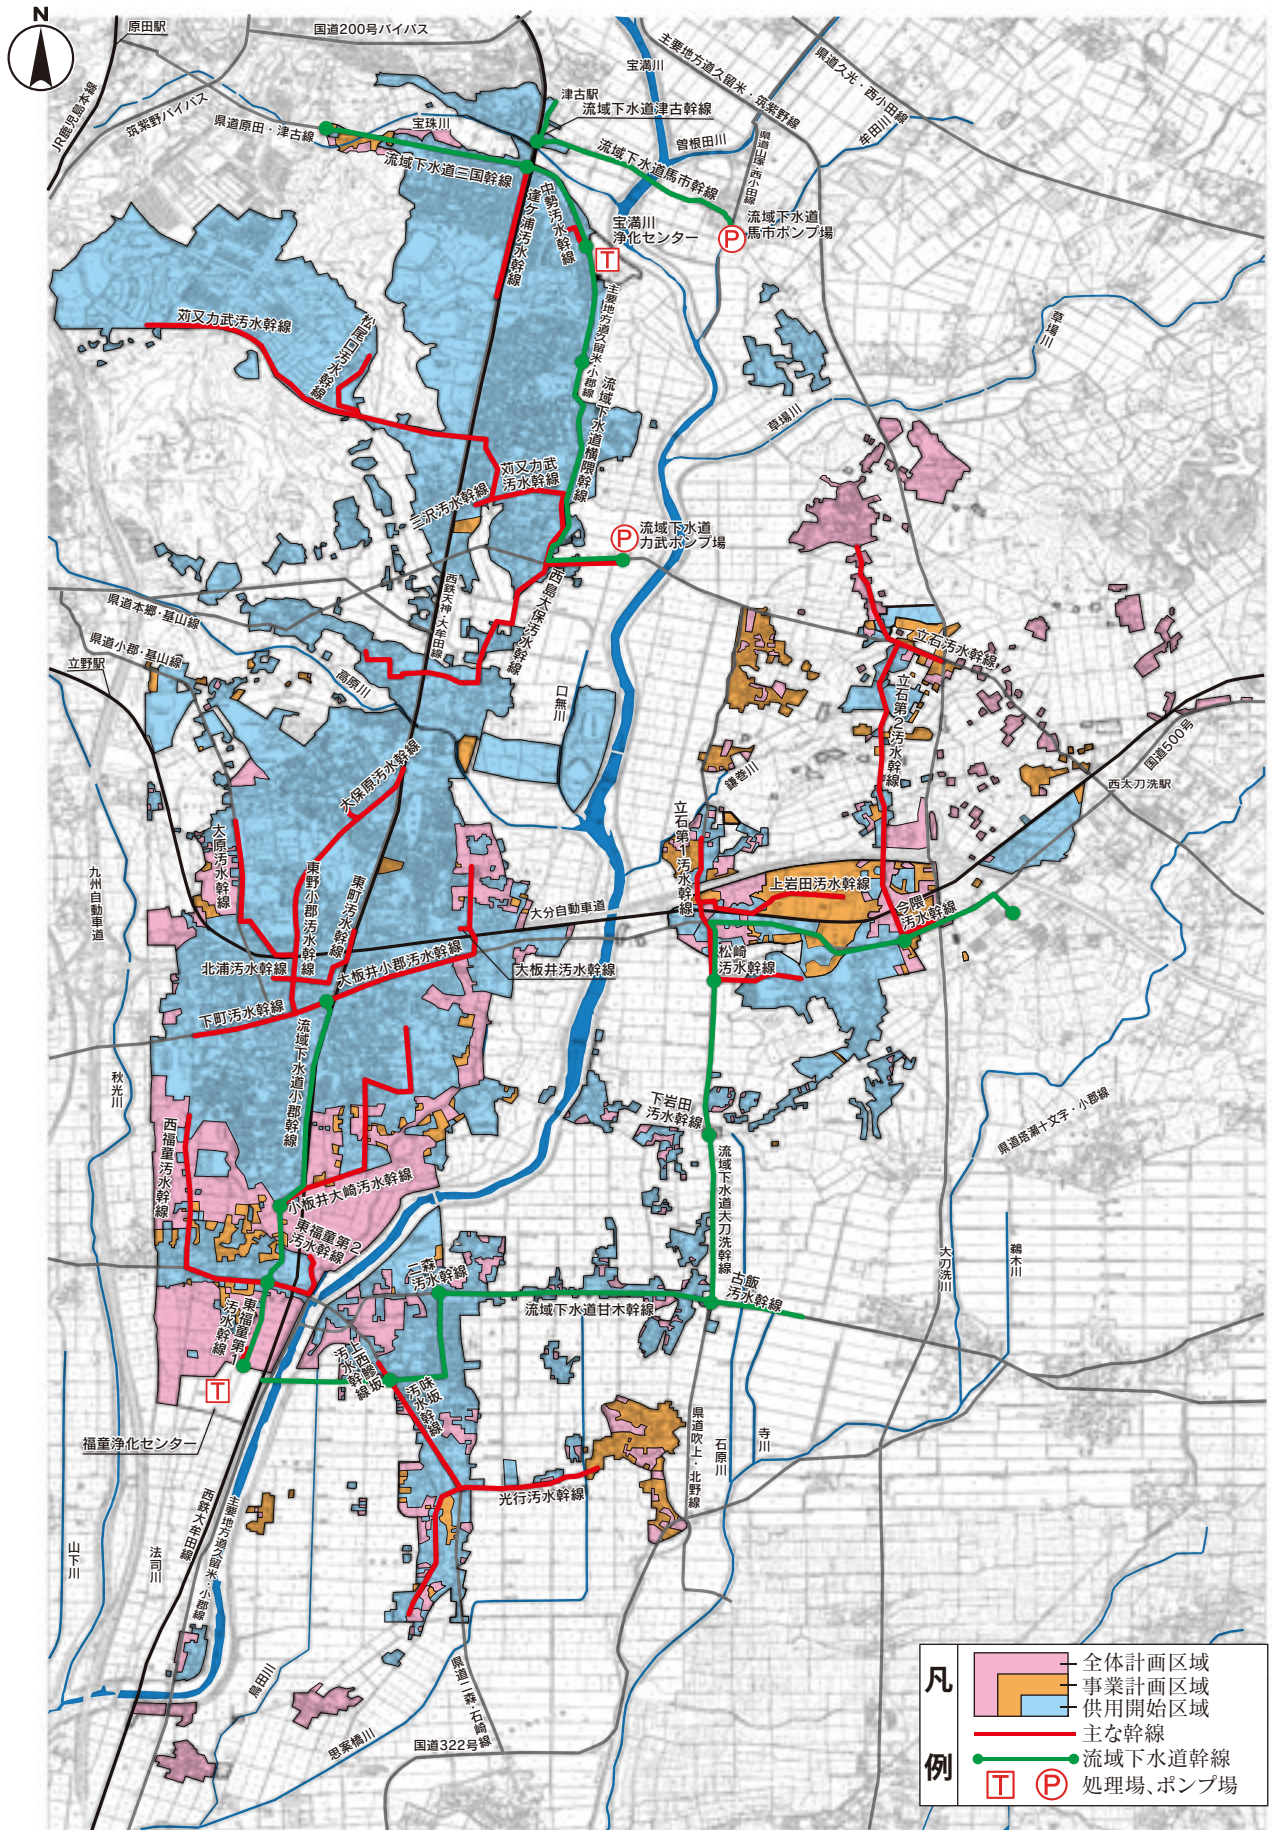 N
原田駅
国道200号バイパス
JR鹿児島本線
筑紫野バイパス
県道原田・津古線
宝珠川
津古駅
流域下水道津古幹線
宝満川
主要地方道久留米・筑紫野線
県道久光・西小田線
牟田川
曽根田川
県道山塚・西小田線
流域下水道三国幹線
流域下水道馬市幹線
中勢汚水幹線
逢ケ浦汚水幹線
宝満川
浄化センター
流域下水道
馬市ポンプ場
P
T
主要地方道久留米・小郡線
苅又力武汚水幹線
松尾口汚水幹線
流域下水道横隈幹線
草場川
草場川
苅又力武
汚水幹線
三沢汚水幹線
P
流域下水道
力武ポンプ場
西鉄天神・大牟田線
西島大保汚水幹線
県道本郷・基山線
県道小郡・基山線
立野駅
高原川
口無川
立石汚水幹線
立石第2汚水幹線
国道500号
西太刀洗駅
鎌巻川
大保原汚水幹線
立石第1汚水幹線
大原汚水幹線
東野小郡汚水幹線
東町汚水幹線
九州自動車道
大分自動車道
上岩田汚水幹線
今隈
汚水幹線
北浦汚水幹線
大板井小郡汚水幹線
大板井汚水幹線
松崎
汚水幹線
下町汚水幹線
流域下水道小郡幹線
秋光川
西福童汚水幹線
下岩田
汚水幹線
県道塔瀬十文字・小郡線
流域下水道大刀洗幹線
小板井大崎汚水幹線
東福童第2
汚水幹線
二森
汚水幹線
古飯
汚水幹線
流域下水道甘木幹線
大刀洗川
鵜木川
東福童第1
汚水幹線
上西鰺坂
汚水幹線
味坂
汚水幹線
T
福童浄化センター
県道吹上・北野線
石原川
寺川
光行汚水幹線
西鉄大牟田線
主要地方道久留米・小郡線
山下川
法司川
鳥田川
思案橋川
県道二森・石崎線
国道322号
凡
例
全体計画区域
事業計画区域
供用開始区域
主な幹線
流域下水道幹線
T
P
処理場、ポンプ場